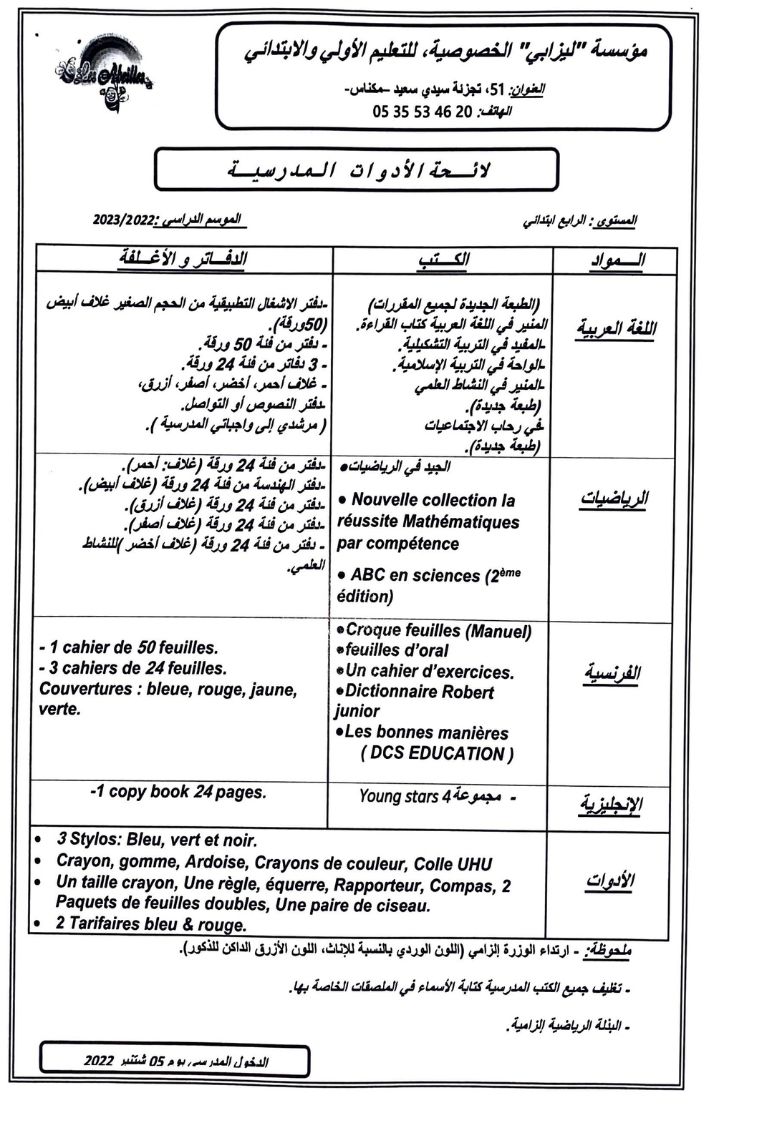 Les Abeilles
مؤسسة "ليزابي" الخصوصية، للتعليم الأولي والابتدائي
العنوان: 51، تجزئة سيدي سعيد –مكناس-
الهاتف: 20 46 53 35 05
لائحة الأدوات المدرسية
المستوى : الرابع ابتدائي
الموسم الدراسي :2023/2022
المواد
الكتب
الدفاتر و الأغلفة
اللغة العربية
(الطبعة الجديدة لجميع المقررات)
المنير في اللغة العربية كتاب القراءة.
-المفيد في التربية التشكيلية.
-الواحة في التربية الإسلامية.
-المنير في النشاط العلمي
(طبعة جديدة).
-في رحاب الاجتماعيات
(طبعة جديدة).
-دفتر الاشغال التطبيقية من الحجم الصغير غلاف أبيض
(50ورقة).
- دفتر من فئة 50 ورقة.
- 3 دفاتر من فئة 24 ورقة.
- غلاف أحمر، أخضر، أصفر، أزرق،
-دفتر النصوص أو التواصل.
( مرشدي إلى واجباتي المدرسية ).
الرياضيات
الجيد في الرياضيات●
● Nouvelle collection la
réussite Mathématiques
par compétence
● ABC en sciences (2ème
édition)
-دفتر من فئة 24 ورقة (غلاف: أحمر).
-دفتر الهندسة من فئة 24 ورقة (غلاف أبيض).
-دفتر من فئة 24 ورقة (غلاف أزرق).
-دفتر من فئة 24 ورقة (غلاف أصفر).
- دفتر من فئة 24 ورقة (غلاف أخضر )للنشاط
العلمي.
الفرنسية
●Croque feuilles (Manuel)
●feuilles d'oral
●Un cahier d'exercices.
●Dictionnaire Robert
junior
●Les bonnes manières
( DCS EDUCATION )
- 1 cahier de 50 feuilles.
- 3 cahiers de 24 feuilles.
Couvertures : bleue, rouge, jaune,
verte.
الإنجليزية
- مجموعة Young stars 4
-1 copy book 24 pages.
الأدوات
• 3 Stylos: Bleu, vert et noir.
• Crayon, gomme, Ardoise, Crayons de couleur, Colle UHU
• Un taille crayon, Une règle, équerre, Rapporteur, Compas, 2
Paquets de feuilles doubles, Une paire de ciseau.
• 2 Tarifaires bleu & rouge.
ملحوظة: - ارتداء الوزرة إلزامي (اللون الوردي بالنسبة للإناث، اللون الأزرق الداكن للذكور).
- تغليف جميع الكتب المدرسية كتابة الأسماء في الملصقات الخاصة بها.
- البذلة الرياضية إلزامية.
الدخول المدرسي يوم 05 شتنبر 2022